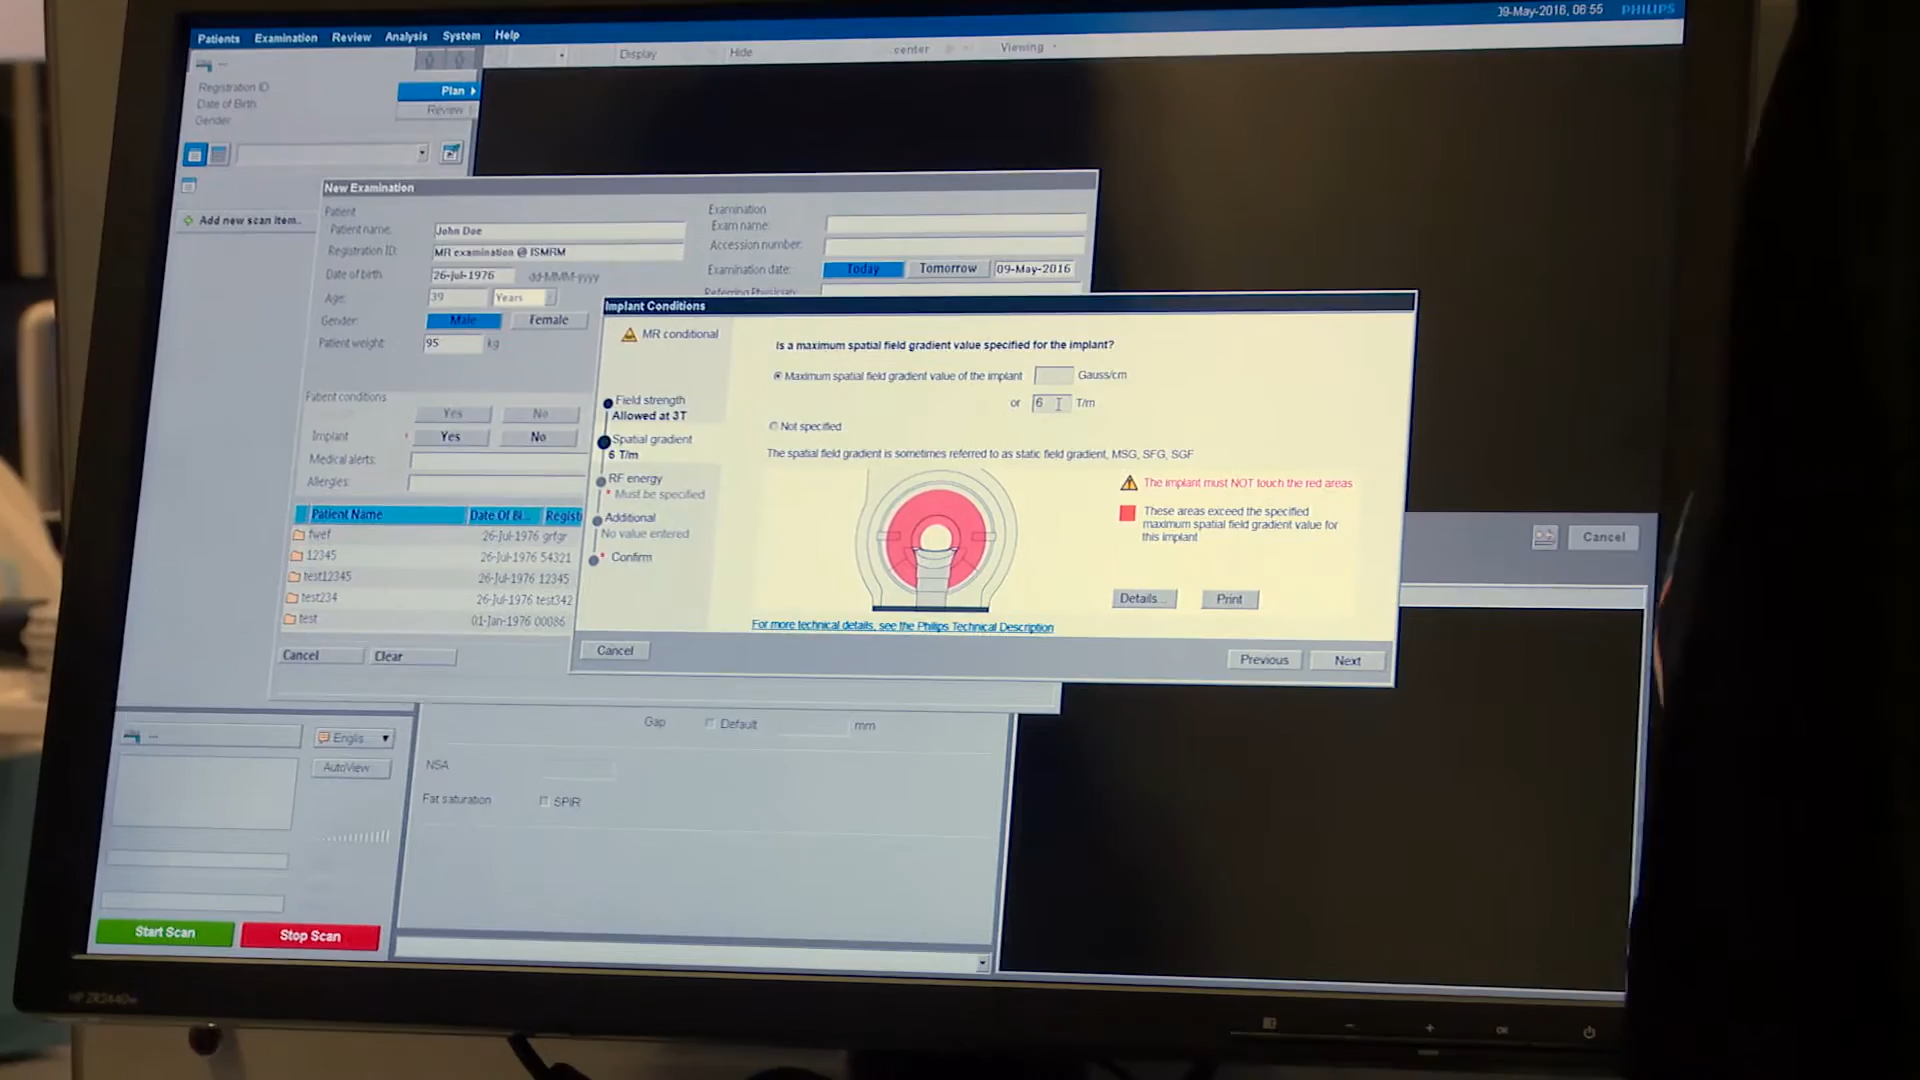 09-May-2016, 06:55 PHILIPS
Patients Examination Review Analysis System Help
Display Hide center Viewing
Registration ID
Date of Birth
Gender
Plan
Review
Add new scan item..
New Examination
Patient
Patient name: John Doe
Registration ID: MR examination @ ISMRM
Date of birth: 26-Jul-1976 dd-MMM-yyyy
Age: 39 Years
Gender: Male Female
Patient weight: 95 kg
Examination
Exam name:
Accession number:
Examination date: Today Tomorrow 09-May-2016
Referring Physician:
Patient conditions
Yes No
Implant * Yes No
Medical alerts:
Allergies:
Patient Name Date Of Bi... Regist
fwef 26-Jul-1976 grfgr
12345 26-Jul-1976 54321
test12345 26-Jul-1976 12345
test234 26-Jul-1976 test342
test 01-Jan-1976 00086
Cancel Clear
Implant Conditions
MR conditional
Field strength
Allowed at 3T
Spatial gradient
6 T/m
RF energy
* Must be specified
Additional
No value entered
* Confirm
Is a maximum spatial field gradient value specified for the implant?
Maximum spatial field gradient value of the implant Gauss/cm
or 6 T/m
Not specified
The spatial field gradient is sometimes referred to as static field gradient, MSG, SFG, SGF
The implant must NOT touch the red areas
These areas exceed the specified
maximum spatial field gradient value for
this implant
Details... Print
For more technical details, see the Philips Technical Description
Cancel Previous Next
Cancel
Gap Default mm
NSA
Fat saturation SPIR
Englis
AutoView
Start Scan Stop Scan
HP ZR2440w
OK